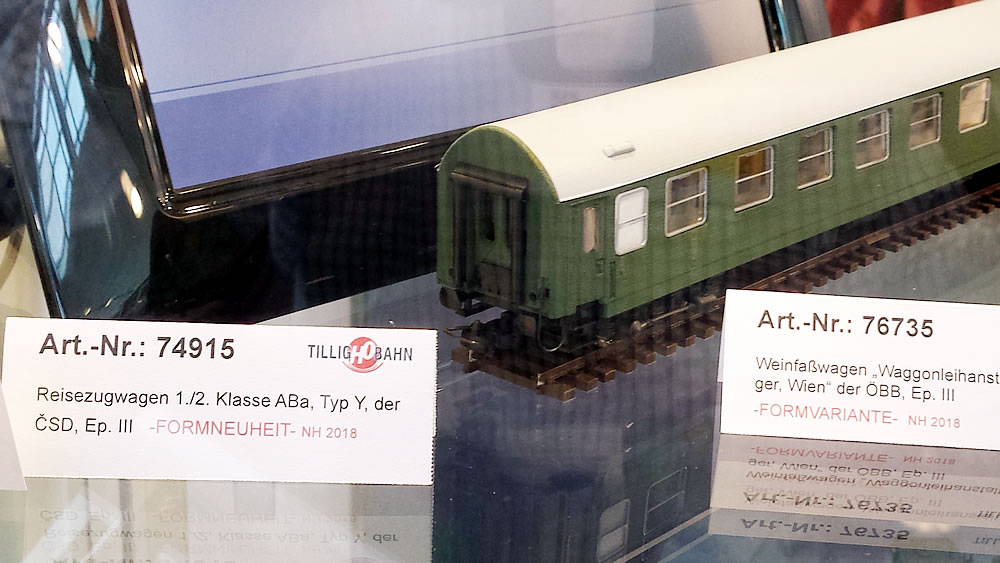 Art.-Nr.: 74915
TILLIG H0 BAHN
Reisezugwagen 1./2. Klasse ABa, Typ Y, der
ČSD, Ep. III -FORMNEUHEIT- NH 2018
Art.-Nr.: 76735
Weinfaßwagen „Waggonleihanst
ger, Wien“ der ÖBB, Ep. III
-FORMVARIANTE- NH 2018